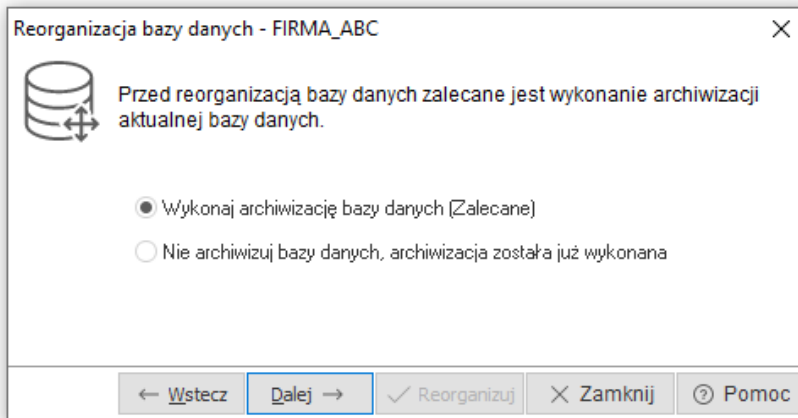 Reorganizacja bazy danych - FIRMA_ABC
Przed reorganizacją bazy danych zalecane jest wykonanie archiwizacji
aktualnej bazy danych.
Wykonaj archiwizację bazy danych (Zalecane)
Nie archiwizuj bazy danych, archiwizacja została już wykonana
← Wstecz Dalej → ✓ Reorganizuj ✕ Zamknij ? Pomoc